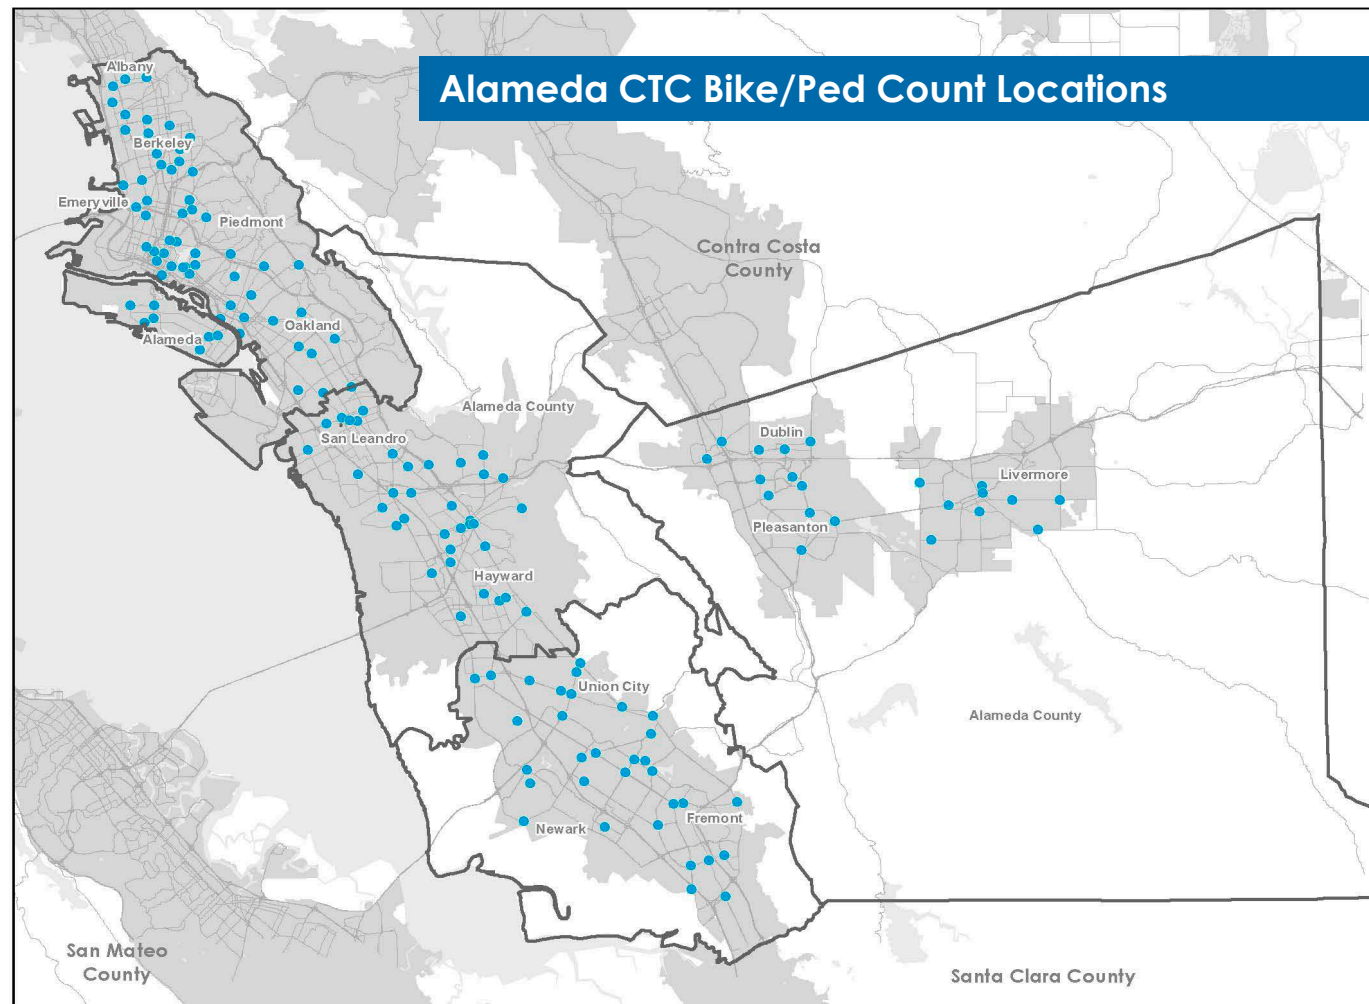 Alameda CTC Bike/Ped Count Locations
Albany
Berkeley
Emeryville
Piedmont
Contra Costa
County
Oakland
Alameda
Alameda County
San Leandro
Dublin
Livermore
Pleasanton
Hayward
Union City
Alameda County
Newark
Fremont
San Mateo
County
Santa Clara County